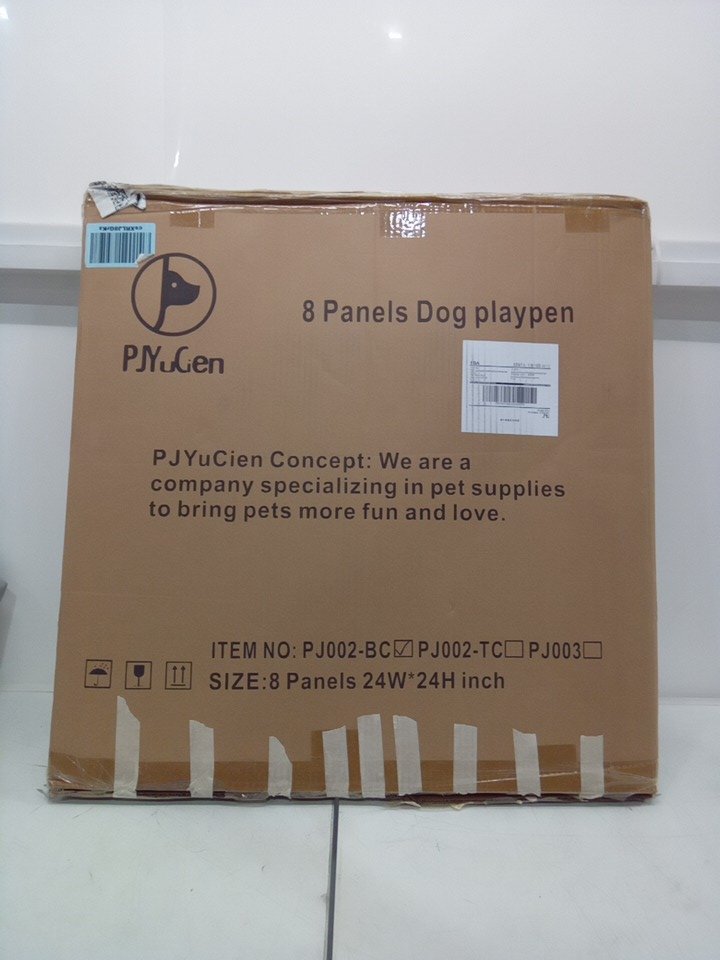 PJYuCien
8 Panels Dog playpen
PJYuCien Concept: We are a
company specializing in pet supplies
to bring pets more fun and love.
ITEM NO: PJ002-BC☑PJ002-TC☐PJ003☐
SIZE:8 Panels 24W*24H inch